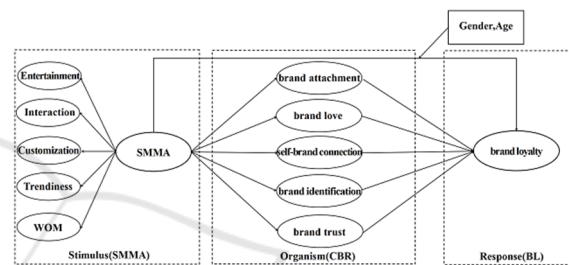 Gender,Age
Entertainment
Interaction
Customization
Trendiness
WOM
SMMA
Stimulus(SMMA)
brand attachment
brand love
self-brand connection
brand identification
brand trust
Organism(CBR)
brand loyalty
Response(BL)